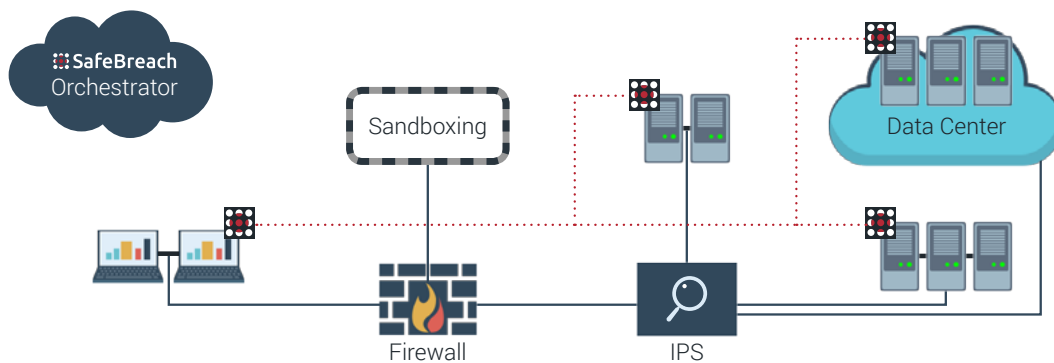 SafeBreach
Orchestrator
Sandboxing
Data Center
Firewall
IPS